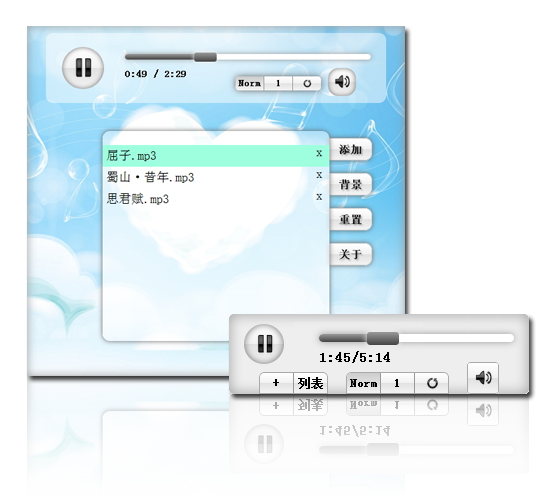 0:49 / 2:29
Norm 1
屈子.mp3 x
蜀山·昔年.mp3 x
思君赋.mp3 x
添加
背景
重置
关于
1:45/5:14
+ 列表 Norm 1